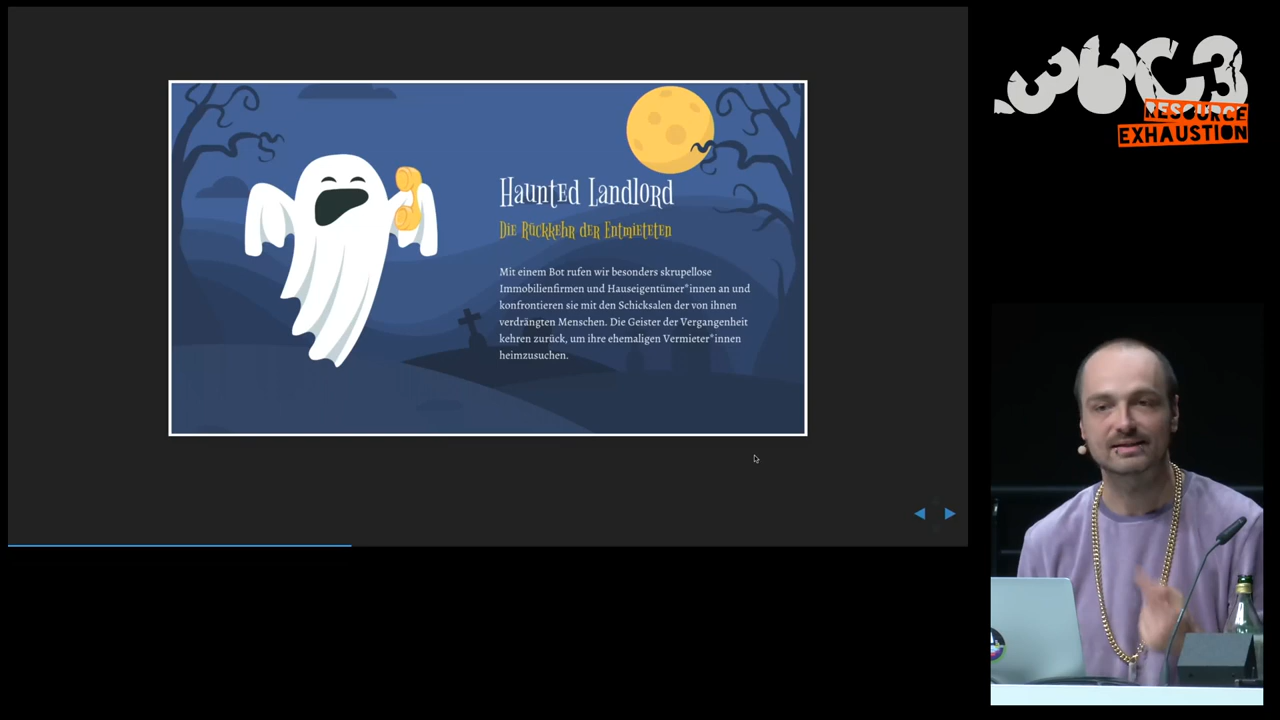 36C3
RESOURCE
EXHAUSTION
Haunted Landlord
Die Rückkehr der Entmieteten
Mit einem Bot rufen wir besonders skrupellose
Immobilienfirmen und Hauseigentümer*innen an und
konfrontieren sie mit den Schicksalen der von ihnen
verdrängten Menschen. Die Geister der Vergangenheit
kehren zurück, um ihre ehemaligen Vermieter*innen
heimzusuchen.